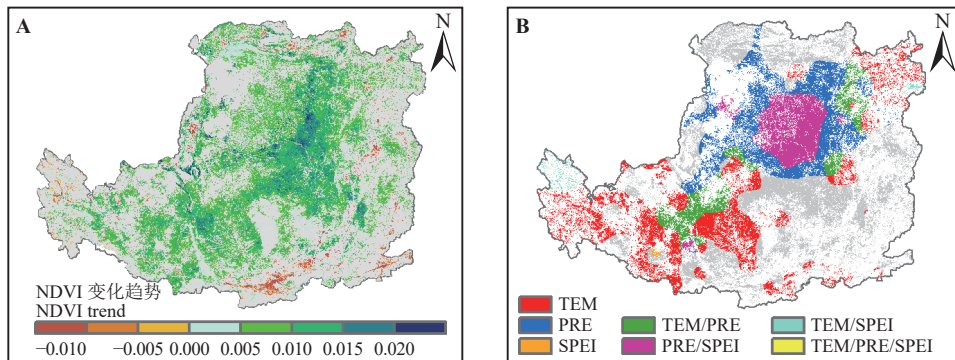 A
N
NDVI 变化趋势
NDVI trend
−0.010 −0.005 0.000 0.005 0.010 0.015 0.020
B
N
TEM
PRE TEM/PRE TEM/SPEI
SPEI PRE/SPEI TEM/PRE/SPEI